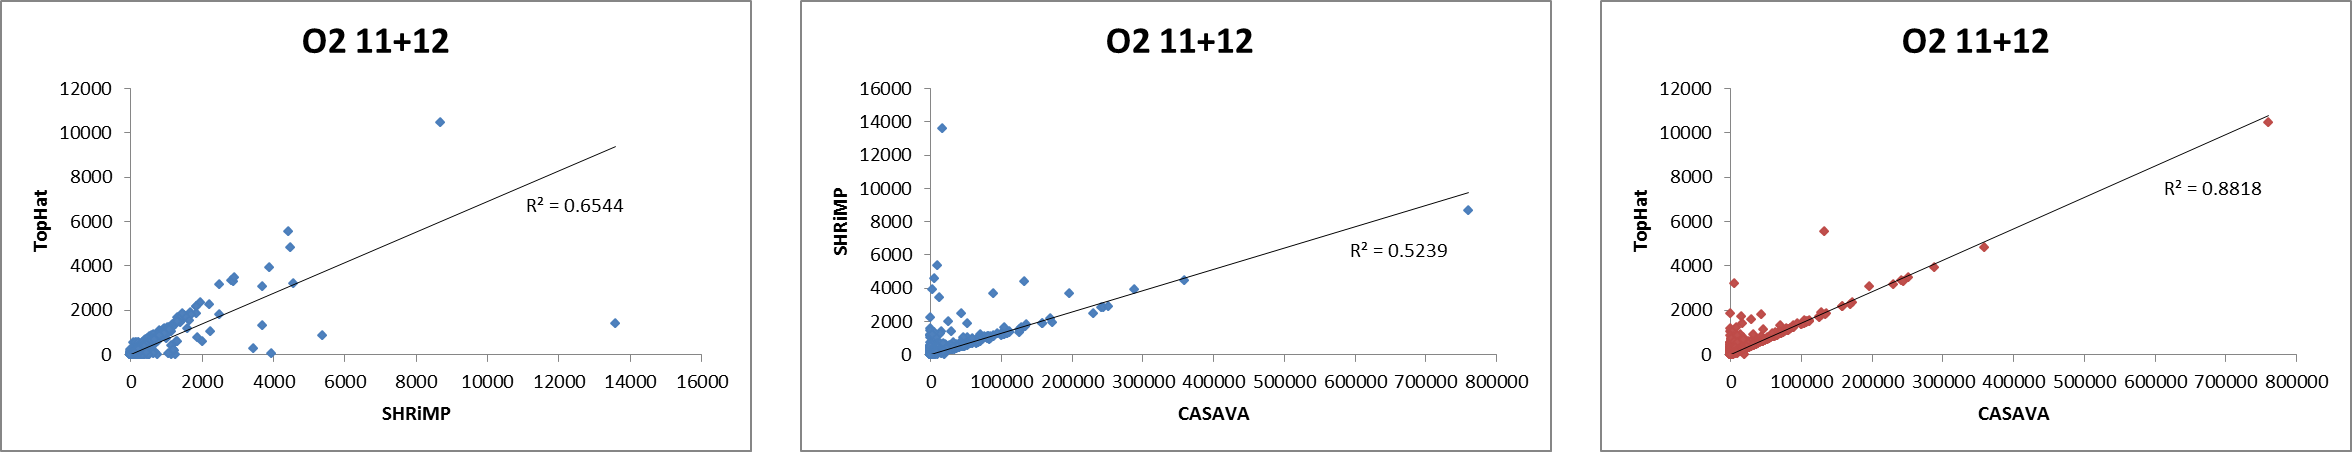 O2 11+12
12000
10000
8000
6000
4000
2000
0
TopHat
R² = 0.6544
0 2000 4000 6000 8000 10000 12000 14000 16000
SHRiMP
O2 11+12
16000
14000
12000
10000
8000
6000
4000
2000
0
SHRiMP
R² = 0.5239
0 100000 200000 300000 400000 500000 600000 700000 800000
CASAVA
O2 11+12
12000
10000
8000
6000
4000
2000
0
TopHat
R² = 0.8818
0 100000 200000 300000 400000 500000 600000 700000 800000
CASAVA